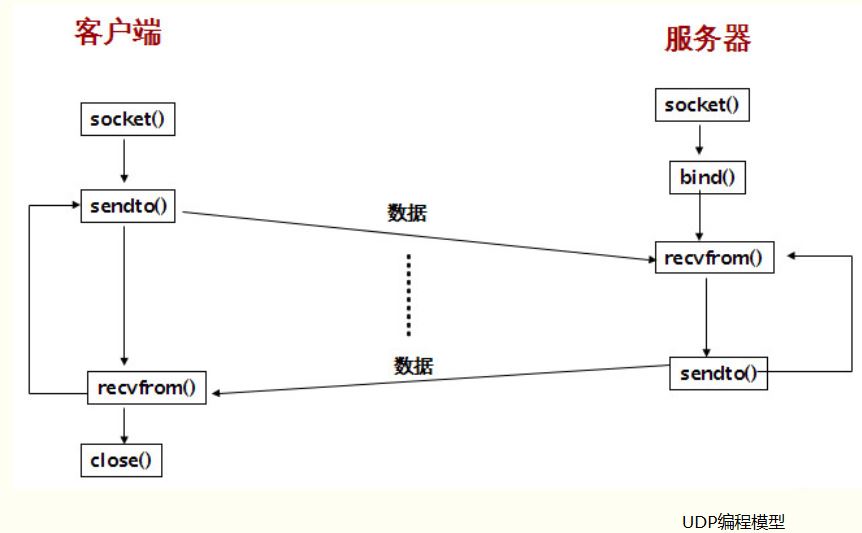 客户端
服务器
socket()
socket()
bind()
sendto()
数据
recvfrom()
数据
sendto()
recvfrom()
close()
UDP编程模型